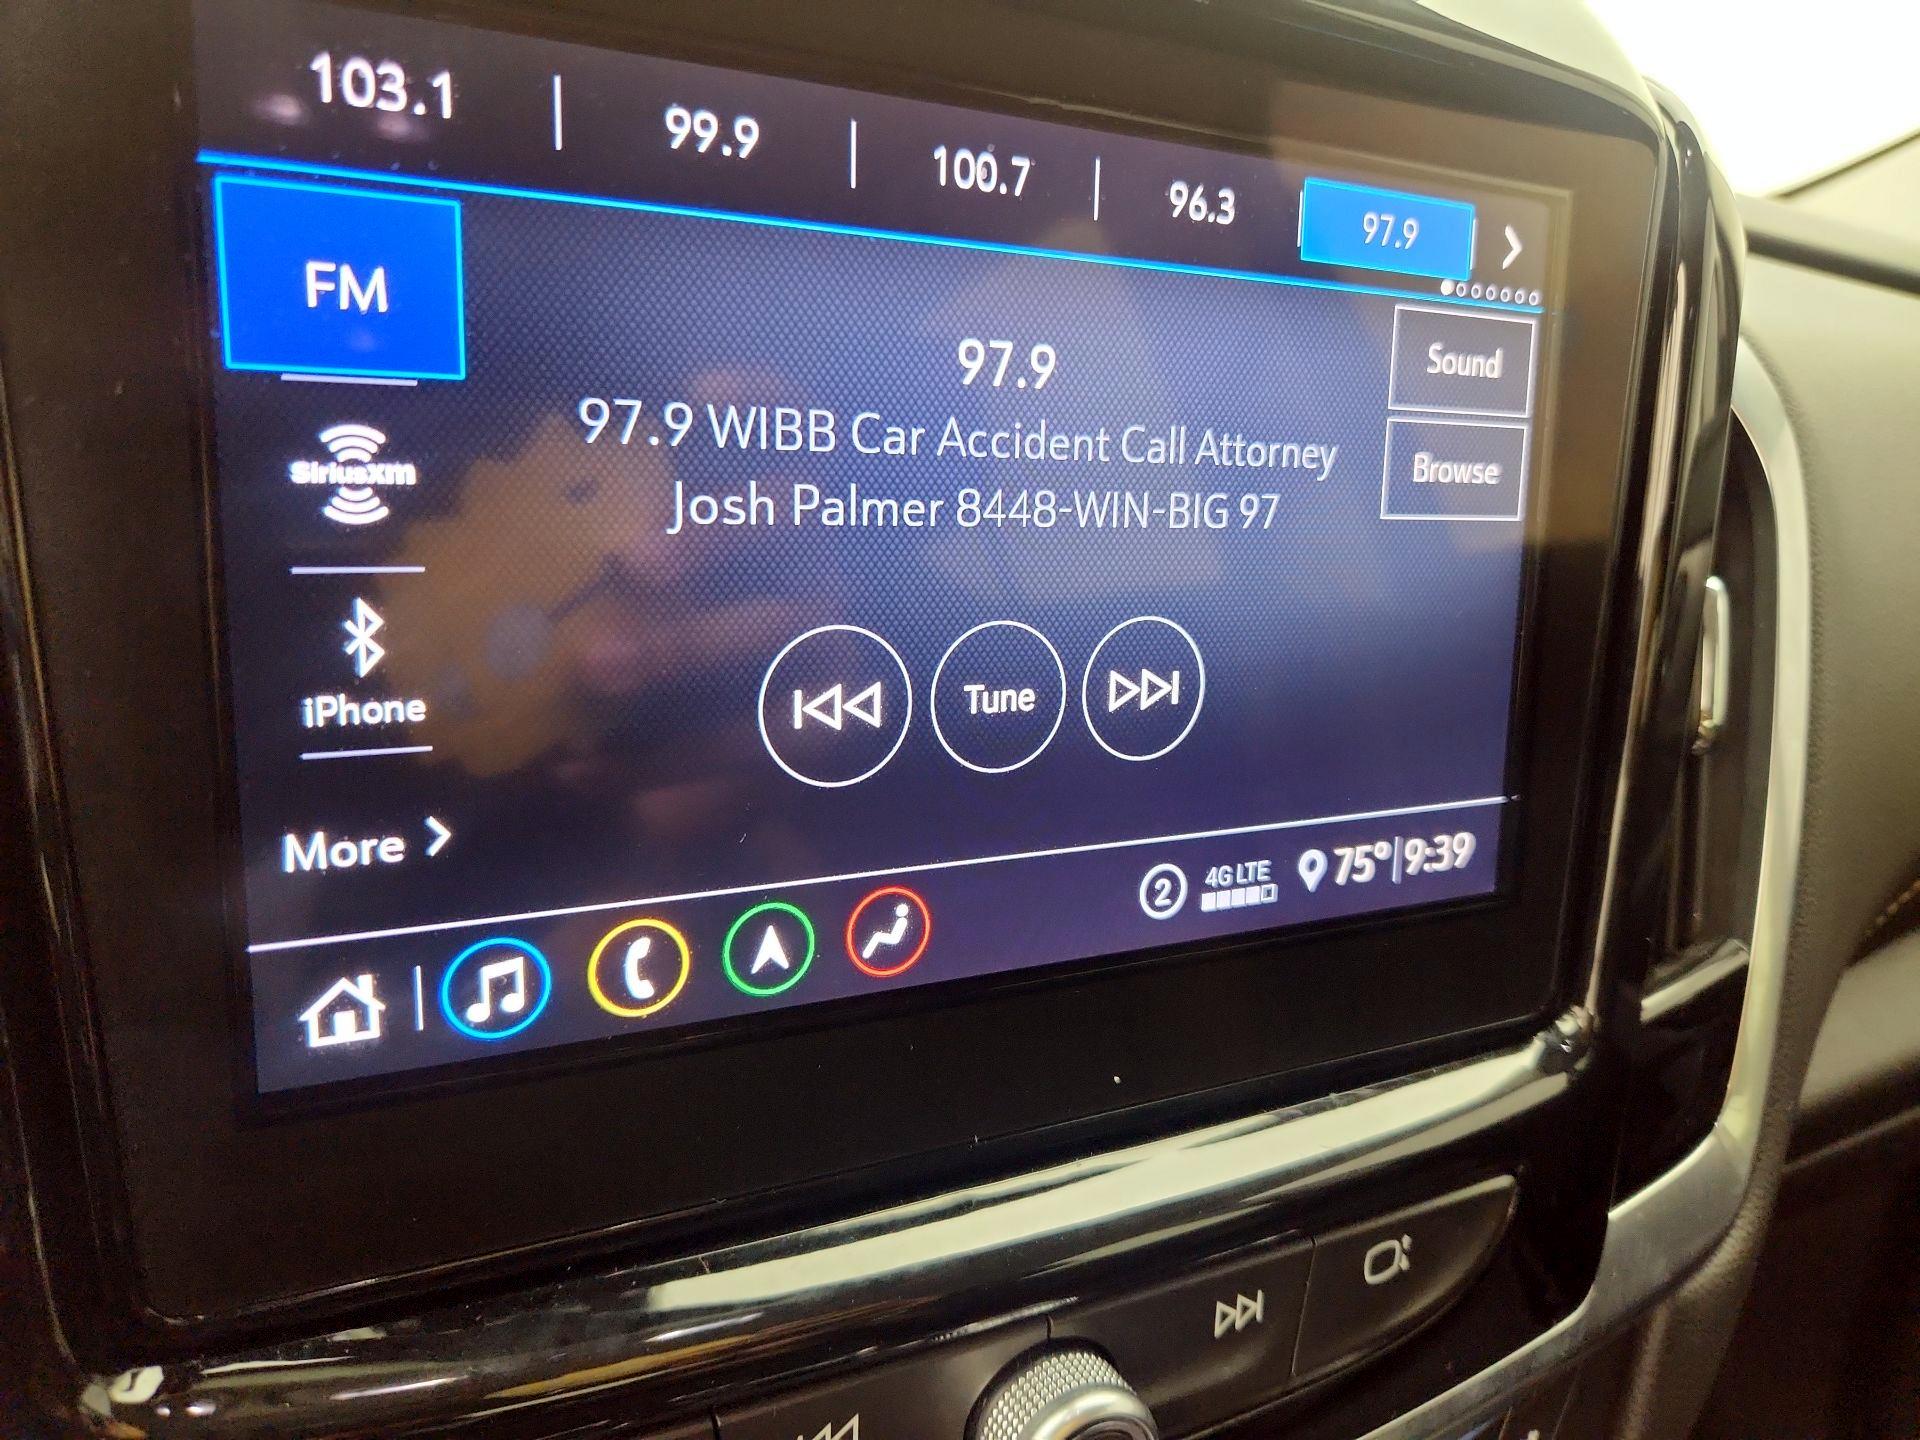 103.1 99.9 100.7 96.3 97.9
FM
97.9
97.9 WIBB Car Accident Call Attorney
Josh Palmer 8448-WIN-BIG 97
Sound
Browse
SiriusXM
iPhone
Tune
More
2 4G LTE 75° 9:39